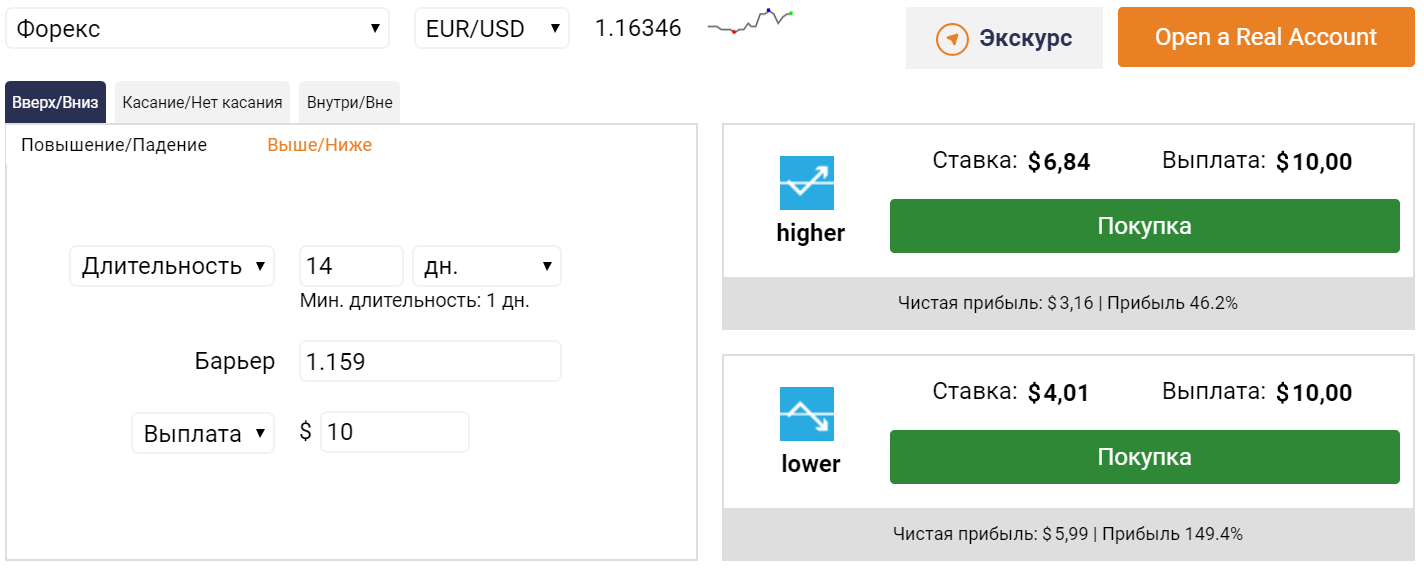 Форекс EUR/USD 1.16346 Экскурс Open a Real Account
Вверх/Вниз Касание/Нет касания Внутри/Вне
Повышение/Падение Выше/Ниже
Длительность 14 дн.
Мин. длительность: 1 дн.
Барьер 1.159
Выплата $ 10
Ставка: $6,84 Выплата: $10,00
Покупка
higher
Чистая прибыль: $3,16 | Прибыль 46.2%
Ставка: $4,01 Выплата: $10,00
Покупка
lower
Чистая прибыль: $5,99 | Прибыль 149.4%